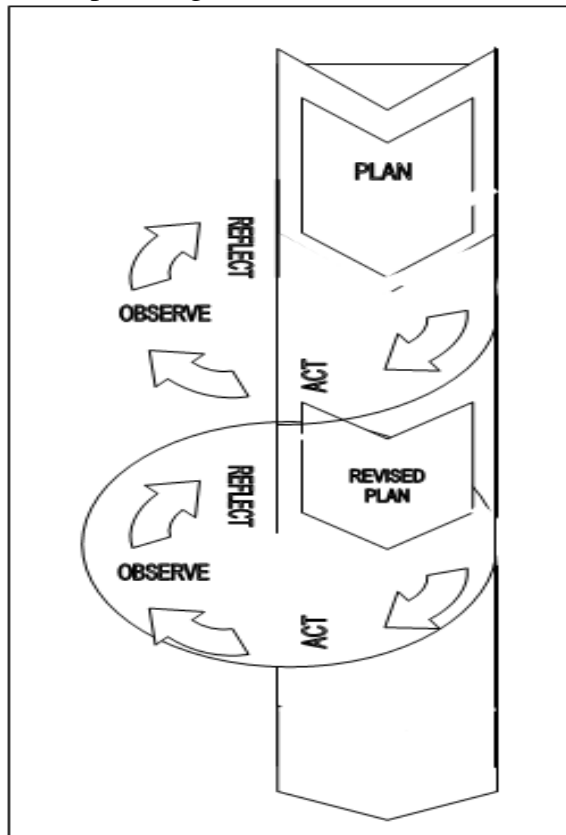 PLAN
REFLECT
OBSERVE
ACT
REVISED
PLAN
REFLECT
OBSERVE
ACT